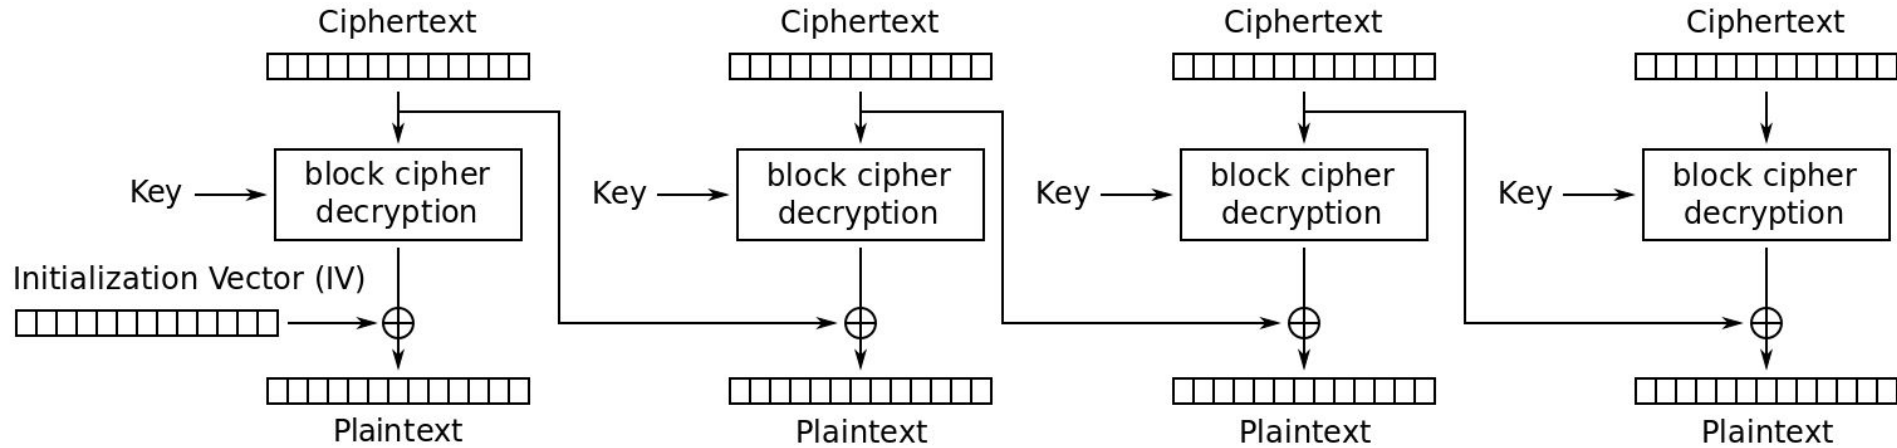 Ciphertext Ciphertext Ciphertext Ciphertext
Key block cipher Key block cipher Key block cipher Key block cipher
decryption decryption decryption decryption
Initialization Vector (IV)
Plaintext Plaintext Plaintext Plaintext